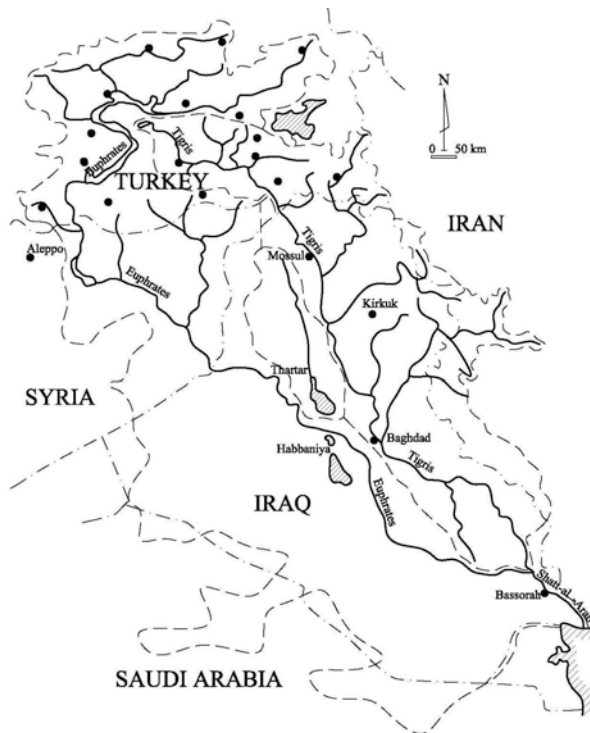 N
0 50 km
Tigris
Euphrates
TURKEY
IRAN
Tigris
Aleppo
Mossul
Euphrates
Kirkuk
Thartar
SYRIA
Baghdad
Habbaniya
Tigris
Euphrates
IRAQ
Shatt-al-Arab
Bassorah
SAUDI ARABIA